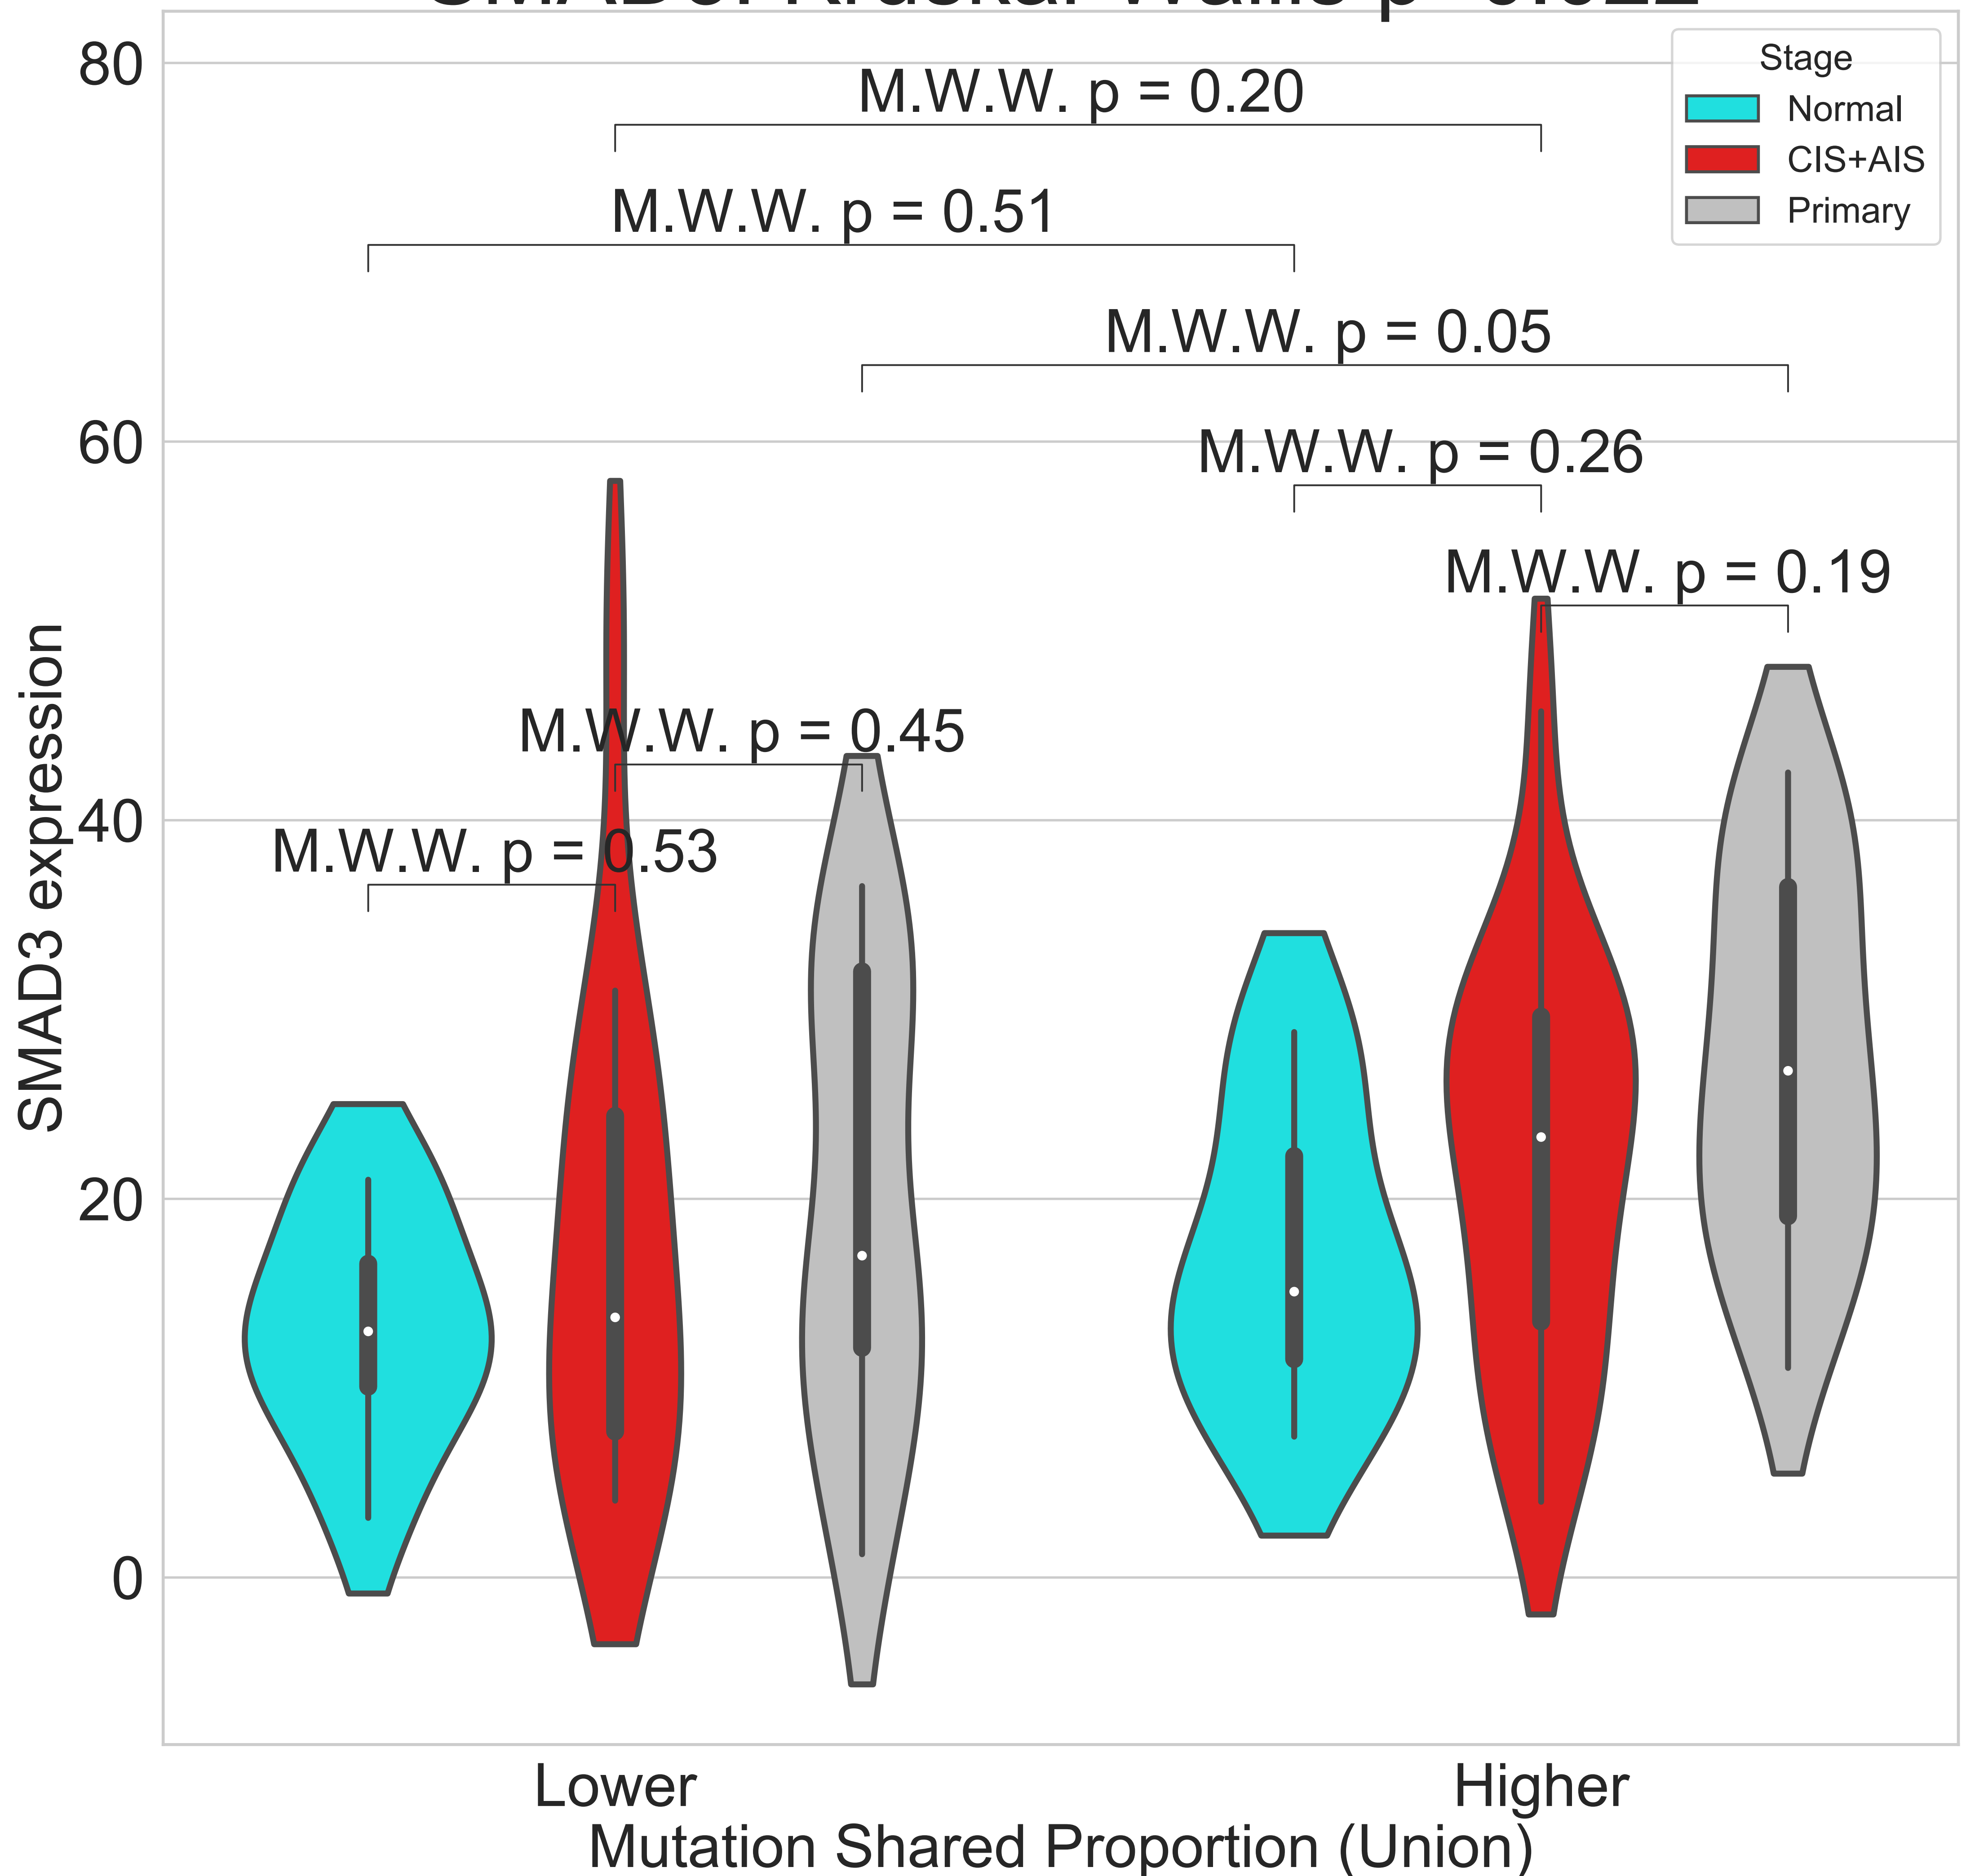 80
M.W.W. p = 0.20
Stage
Normal
CIS+AIS
Primary
M.W.W. p = 0.51
M.W.W. p = 0.05
60
M.W.W. p = 0.26
M.W.W. p = 0.19
M.W.W. p = 0.45
40
M.W.W. p = 0.53
SMAD3 expression
20
0
Lower
Higher
Mutation Shared Proportion (Union)